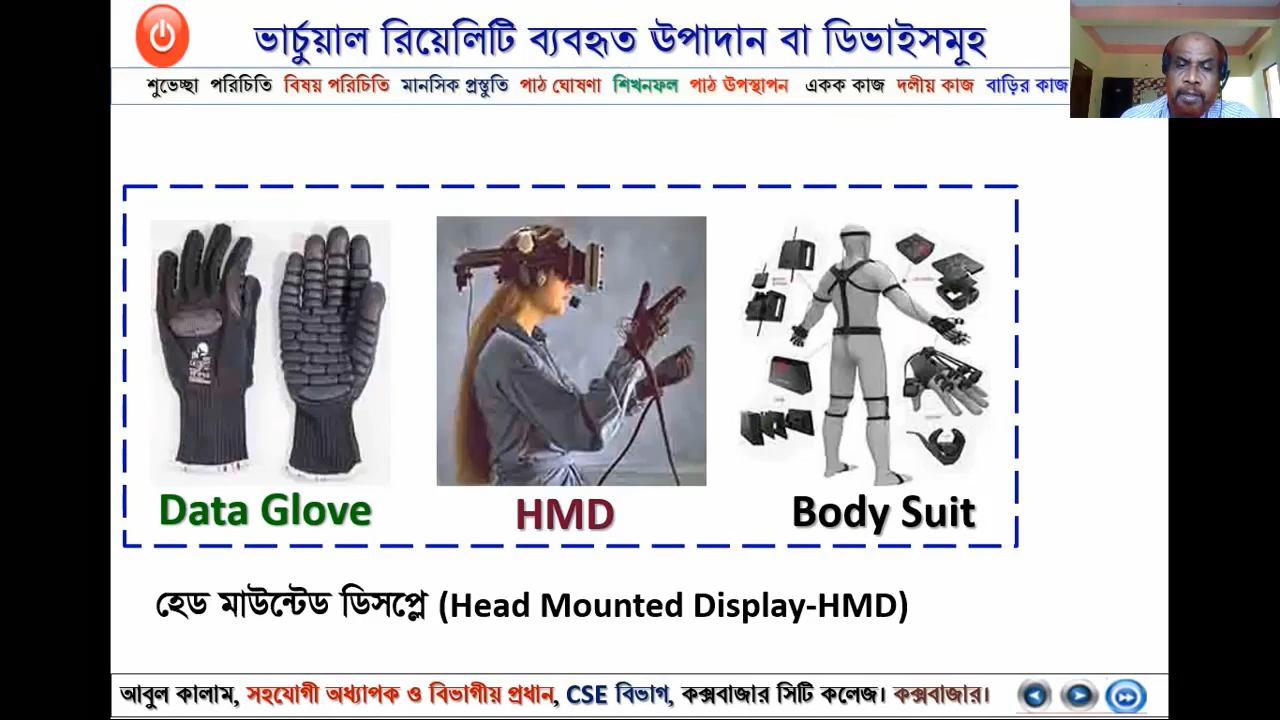 ভার্চুয়াল রিয়েলিটি ব্যবহৃত উপাদান বা ডিভাইসমূহ
শুভেচ্ছা পরিচিতি বিষয় পরিচিতি মানসিক প্রস্তুতি পাঠ ঘোষণা শিখনফল পাঠ উপস্থাপন একক কাজ দলীয় কাজ বাড়ির কাজ
Data Glove HMD Body Suit
হেড মাউন্টেড ডিসপ্লে (Head Mounted Display-HMD)
আবুল কালাম, সহযোগী অধ্যাপক ও বিভাগীয় প্রধান, CSE বিভাগ, কক্সবাজার সিটি কলেজ। কক্সবাজার।